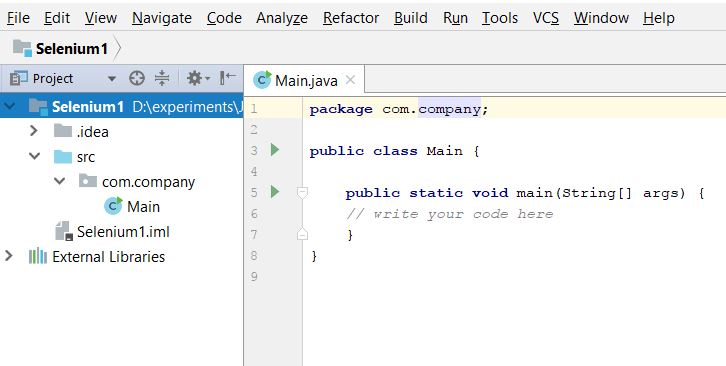 File Edit View Navigate Code Analyze Refactor Build Run Tools VCS Window Help
Selenium1
Project
Main.java
Selenium1 D:\experiments\J
.idea
src
com.company
Main
Selenium1.iml
External Libraries
1 package com.company;
2
3 public class Main {
4
5 public static void main(String[] args) {
6 // write your code here
7 }
8 }
9